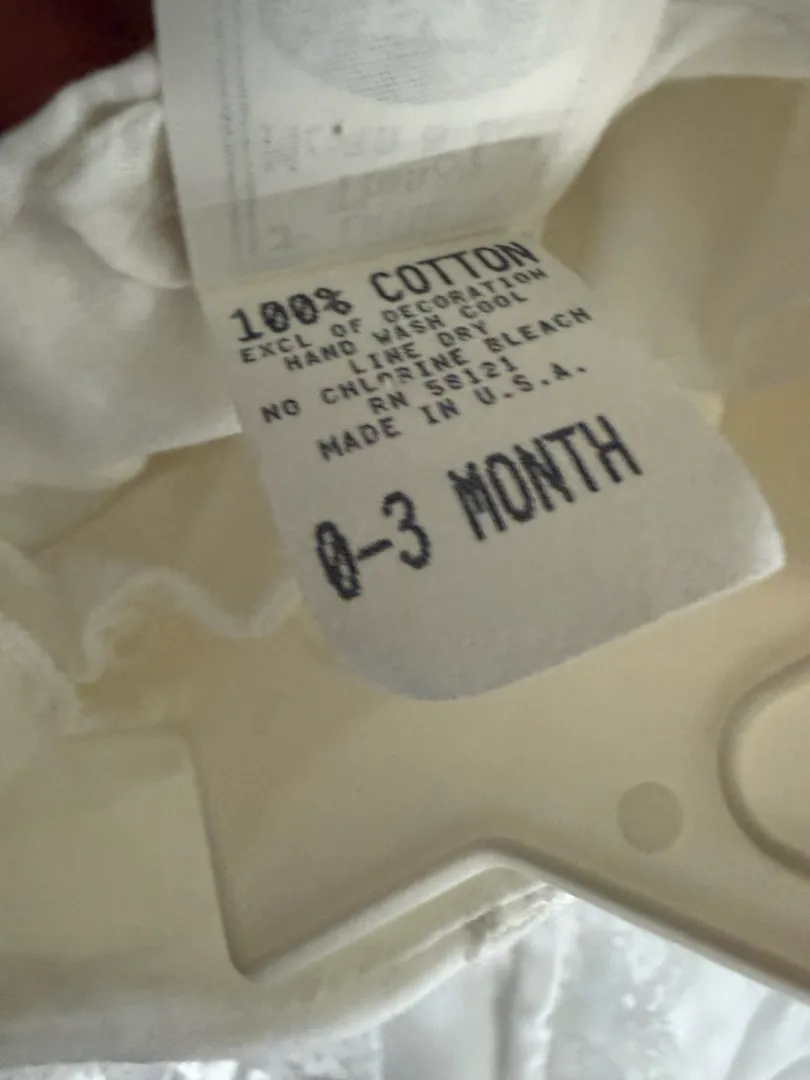 100% COTTON
EXCL OF DECORATION
HAND WASH COOL
LINE DRY
NO CHLORINE BLEACH
RN 58121
MADE IN U.S.A.
0-3 MONTH